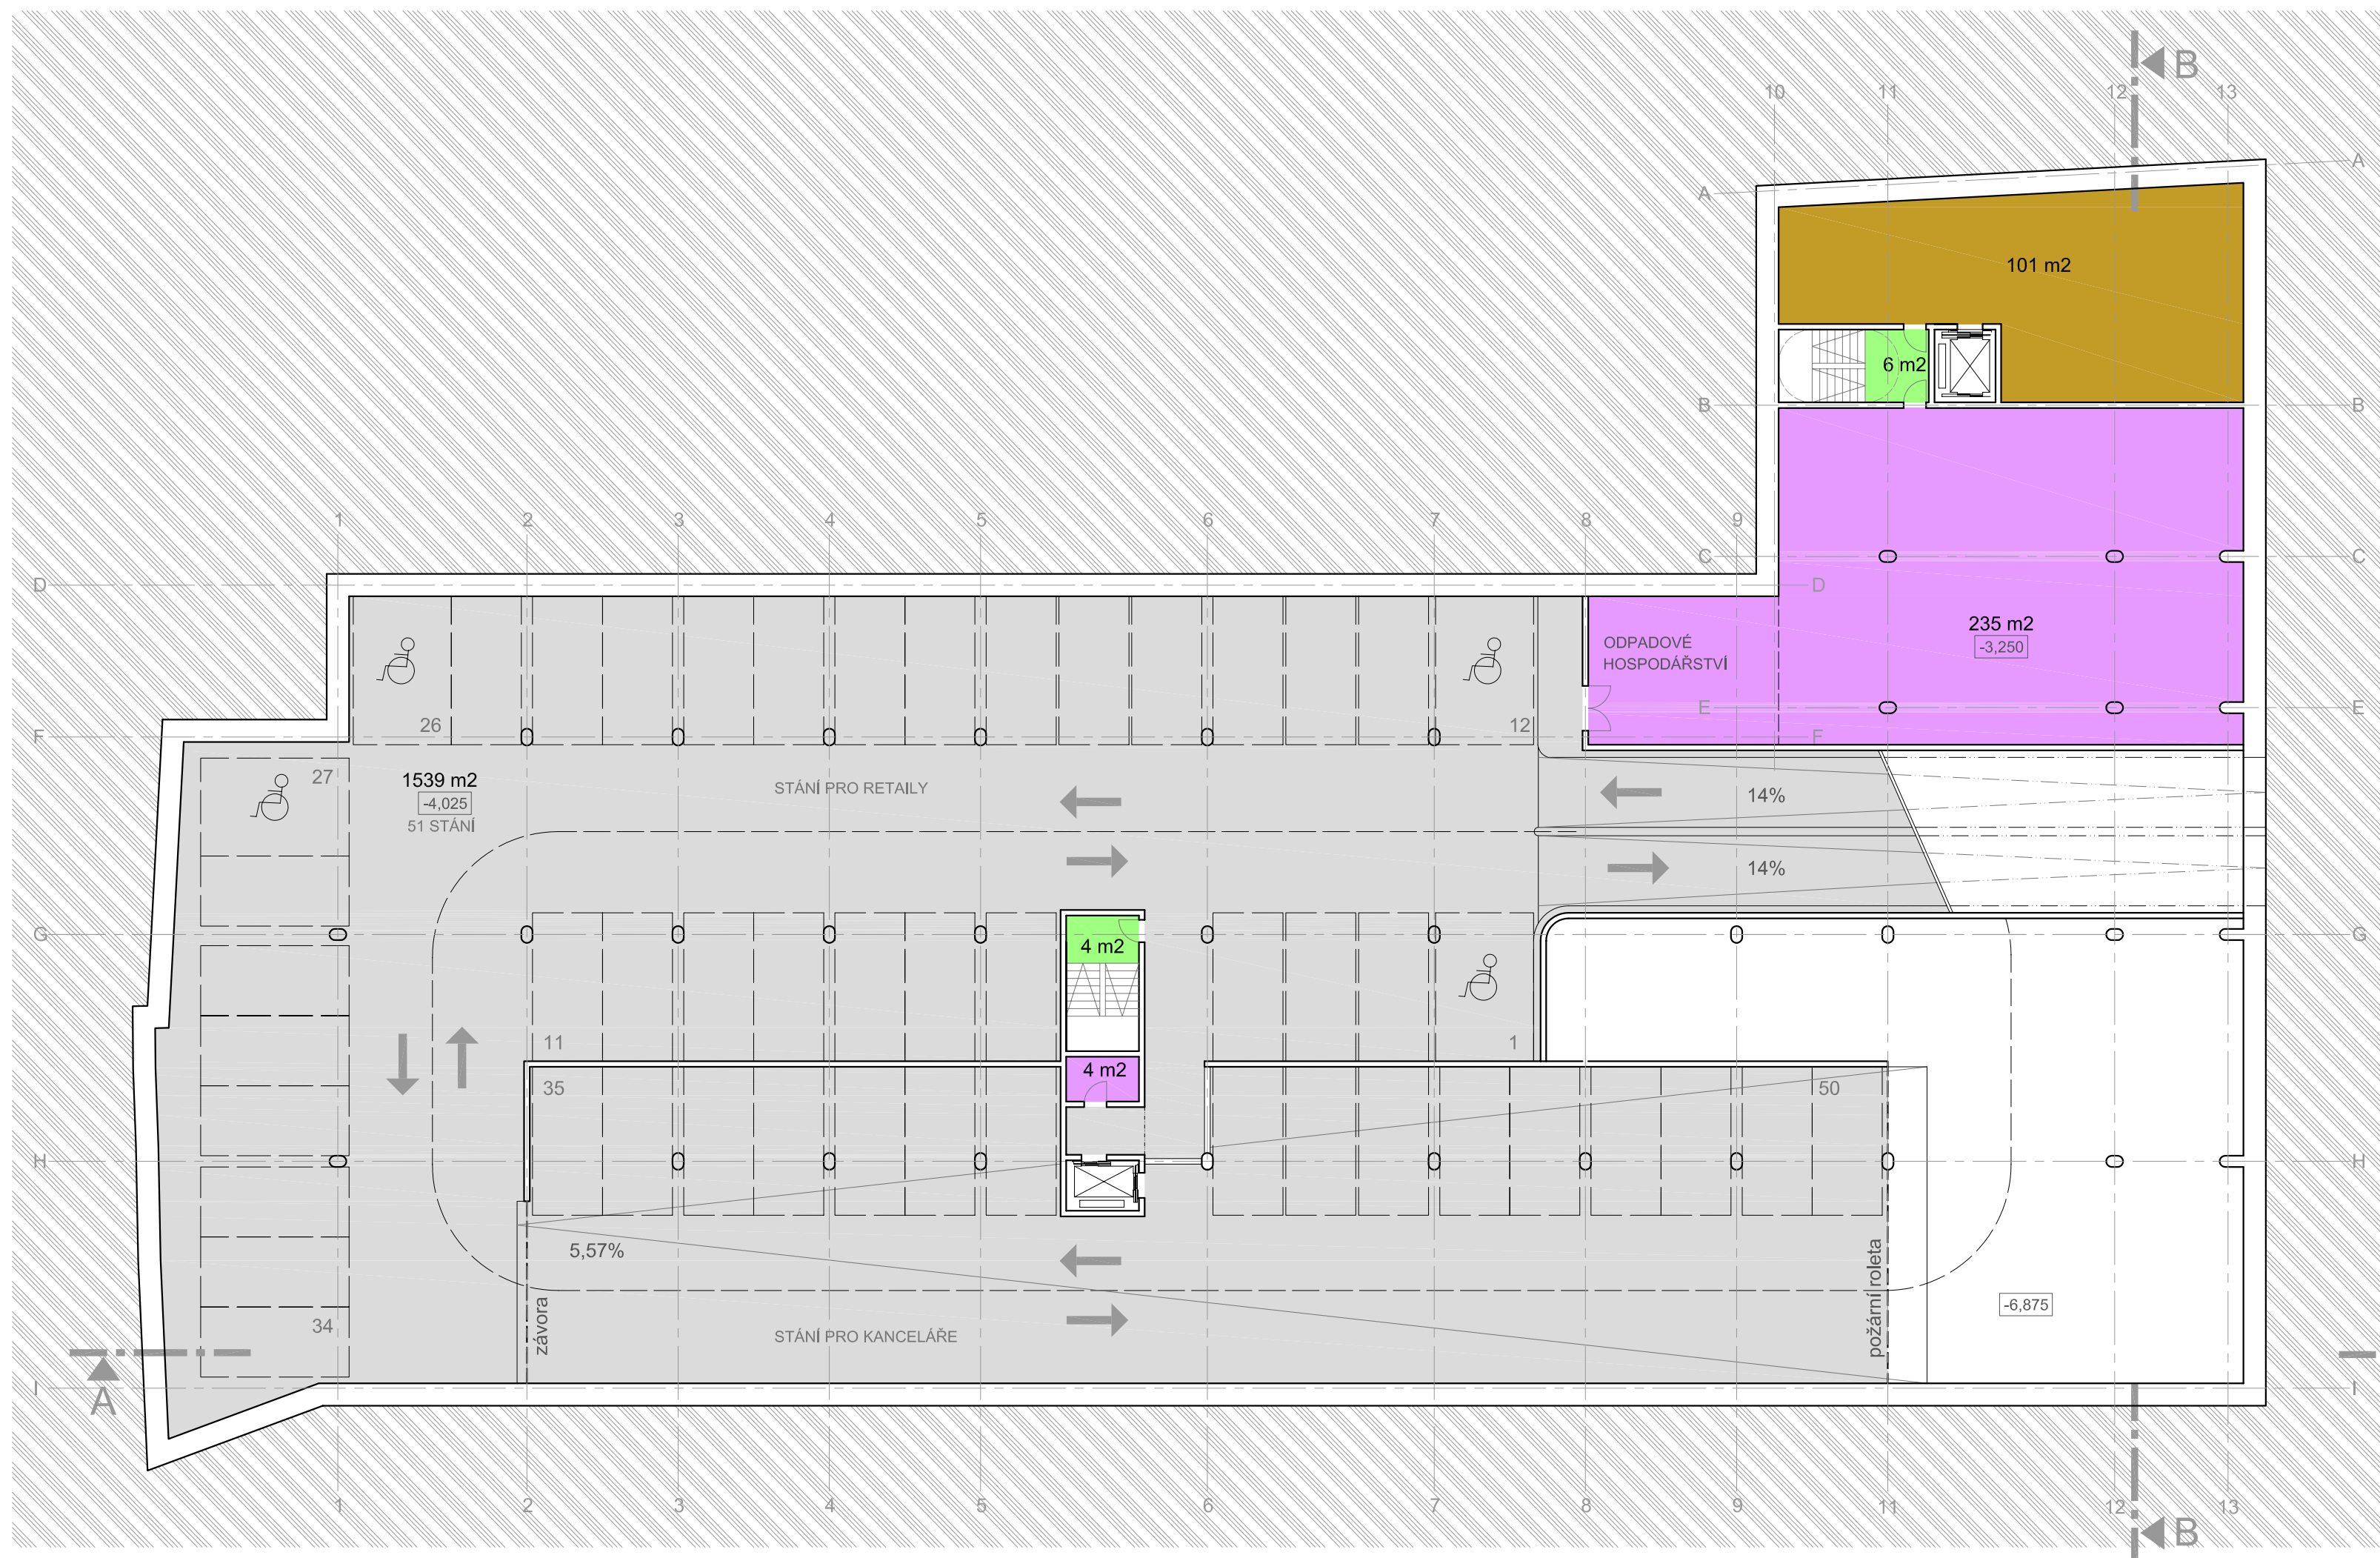 B
10 11 12 13
A
A
101 m2
6 m2
B
B
1 2 3 4 5 6 7 8 9
C
C
D
D
ODPADOVÉ
HOSPODÁŘSTVÍ
235 m2
-3,250
E
E
26
12
F
F
27
1539 m2
-4,025
51 STÁNÍ
STÁNÍ PRO RETAILY
14%
14%
G
G
4 m2
11
1
4 m2
35
50
H
H
5,57%
závora
požární roleta
-6,875
34
STÁNÍ PRO KANCELÁŘE
I
I
A
1 2 3 4 5 6 7 8 9 11 12 13
B